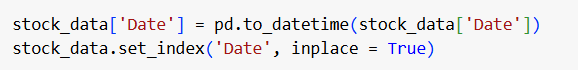 stock_data['Date'] = pd.to_datetime(stock_data['Date'])
stock_data.set_index('Date', inplace = True)